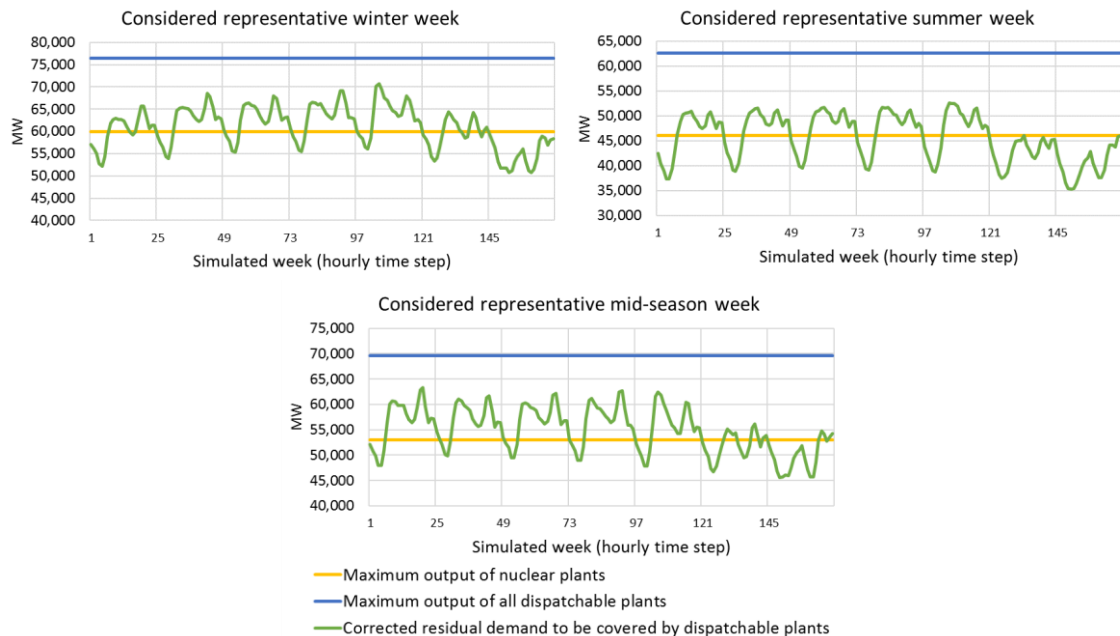 Considered representative winter week
80,000
75,000
70,000
65,000
60,000
55,000
50,000
45,000
40,000
MW
1 25 49 73 97 121 145
Simulated week (hourly time step)
Considered representative summer week
65,000
60,000
55,000
50,000
45,000
40,000
35,000
30,000
MW
1 25 49 73 97 121 145
Simulated week (hourly time step)
Considered representative mid-season week
75,000
70,000
65,000
60,000
55,000
50,000
45,000
40,000
MW
1 25 49 73 97 121 145
Simulated week (hourly time step)
Maximum output of nuclear plants
Maximum output of all dispatchable plants
Corrected residual demand to be covered by dispatchable plants